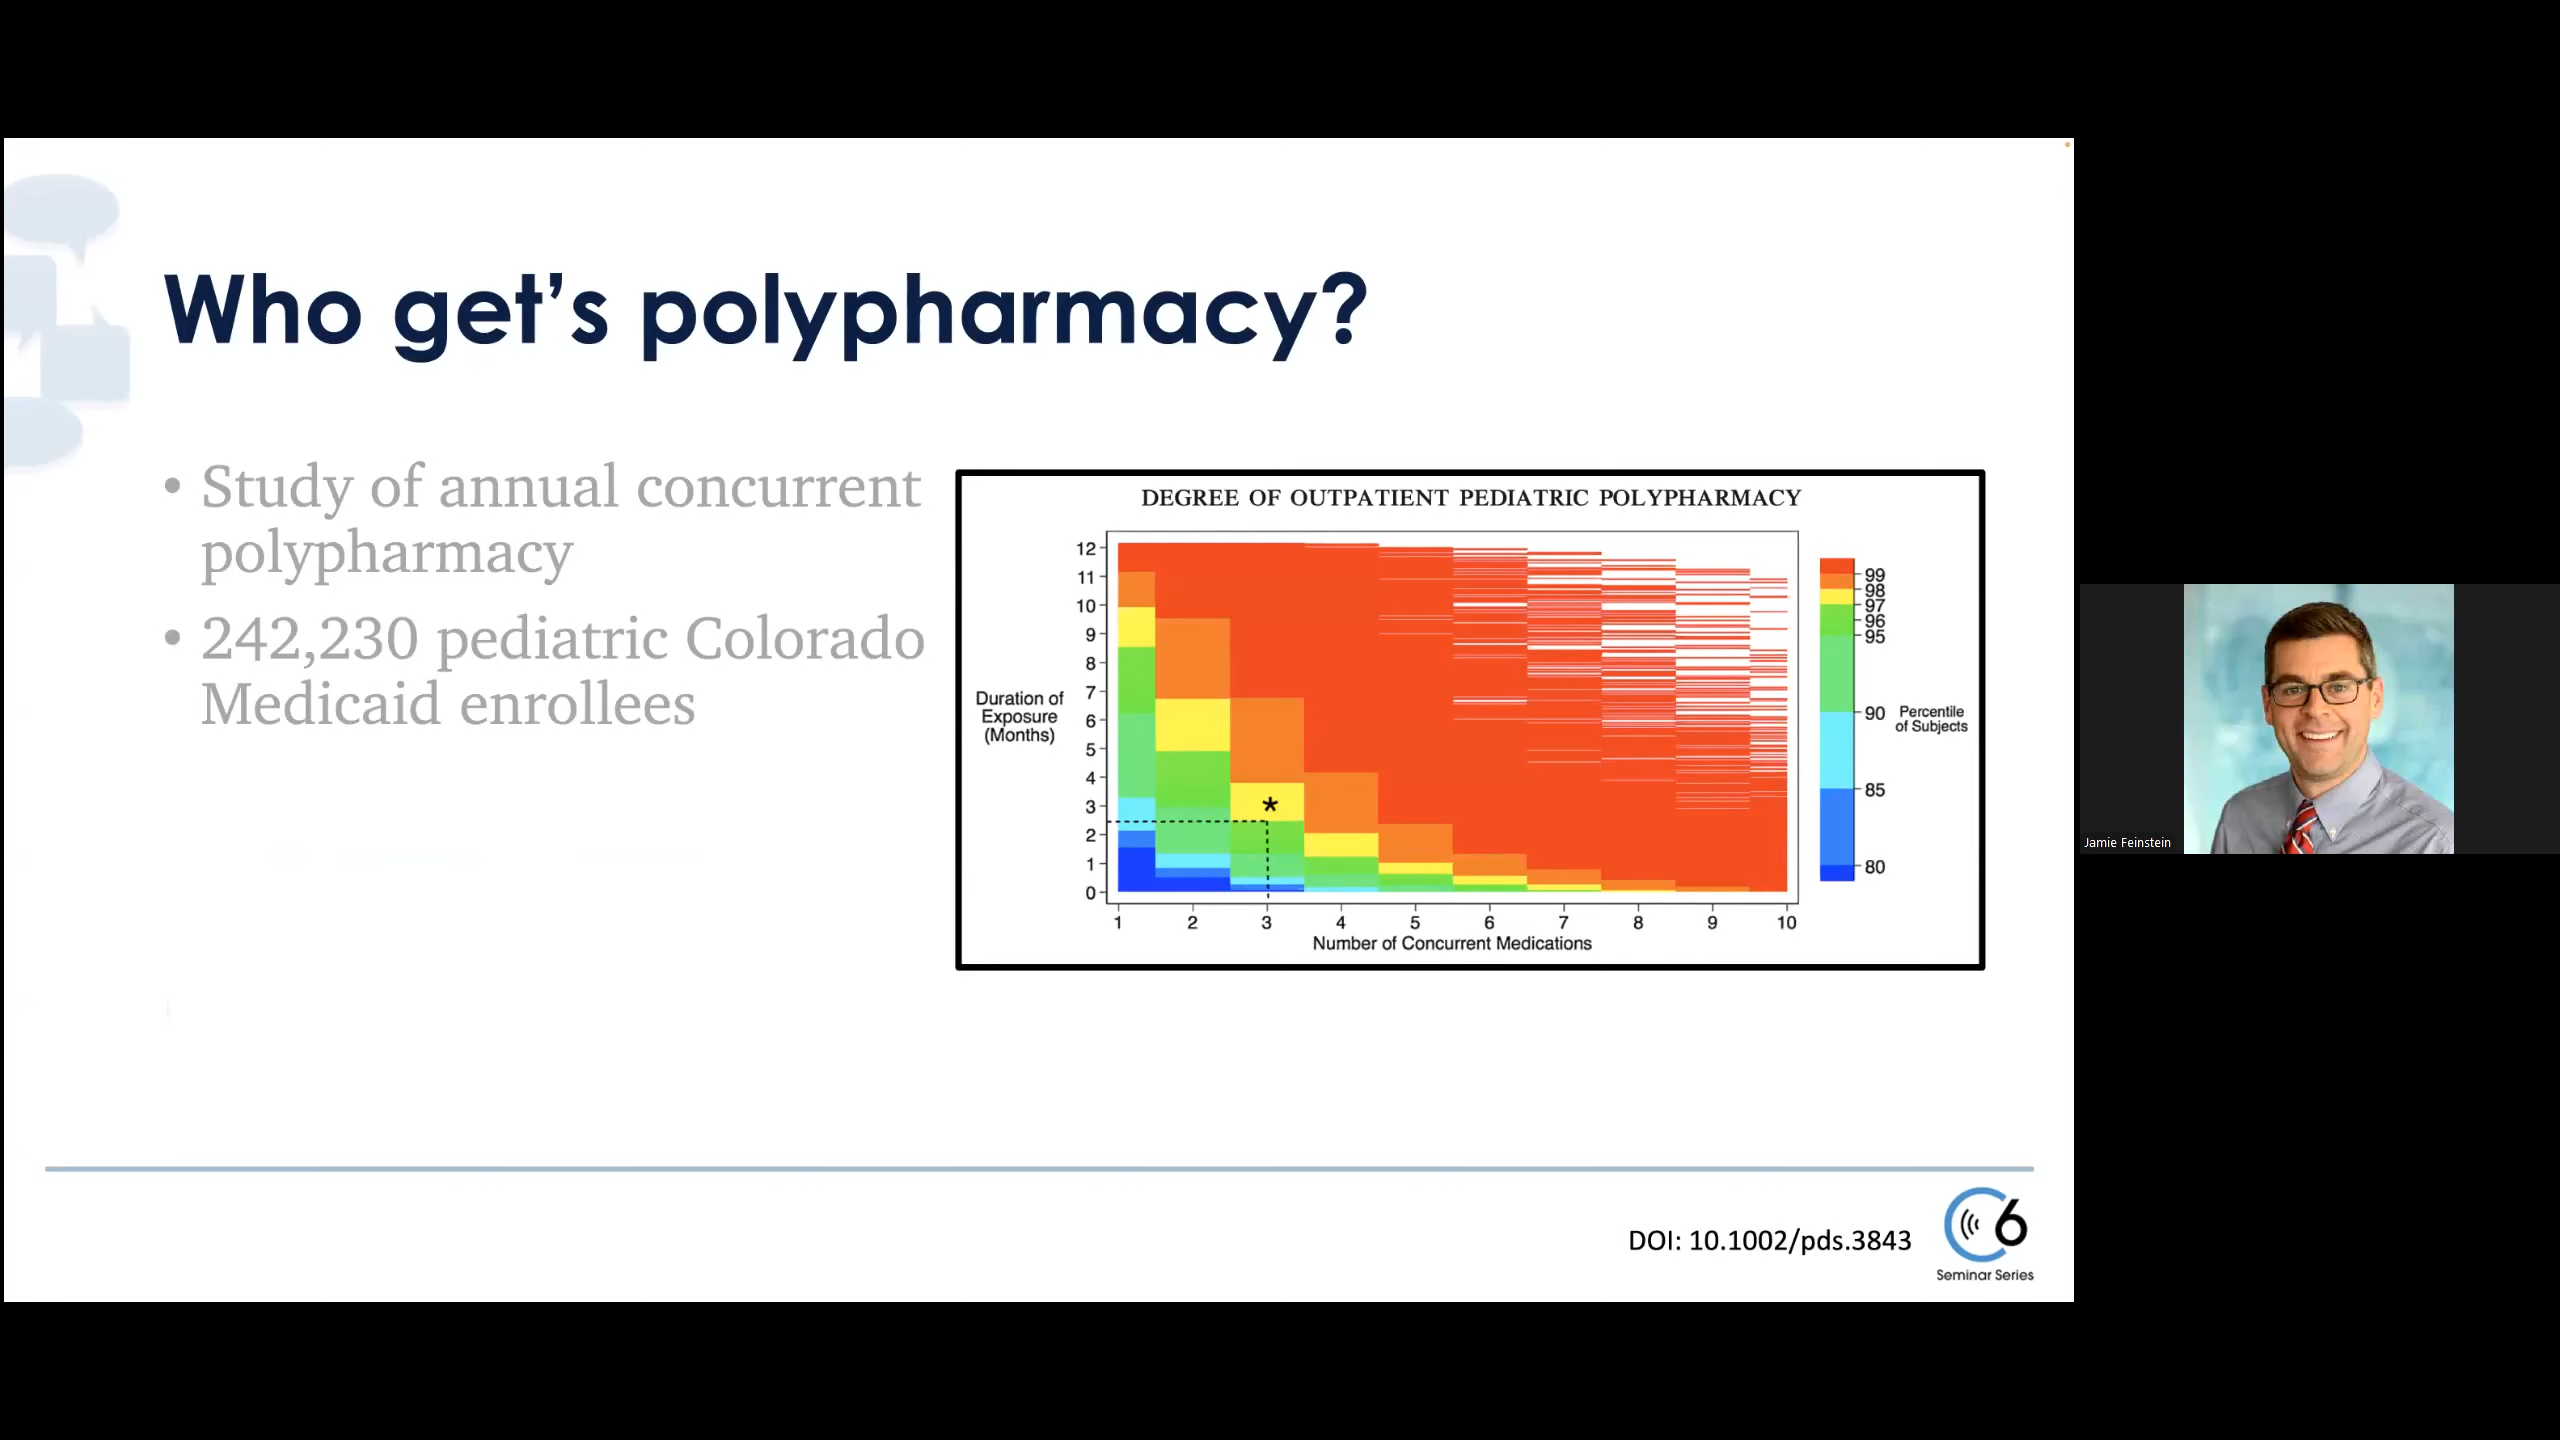 Who get’s polypharmacy?
• Study of annual concurrent
polypharmacy
• 242,230 pediatric Colorado
Medicaid enrollees
DEGREE OF OUTPATIENT PEDIATRIC POLYPHARMACY
12
11
10
9
8
7
6
5
4
3
2
1
0
Duration of
Exposure
(Months)
*
1 2 3 4 5 6 7 8 9 10
Number of Concurrent Medications
99
98
97
96
95
90
85
80
Percentile
of Subjects
Jamie Feinstein
DOI: 10.1002/pds.3843
C6
Seminar Series